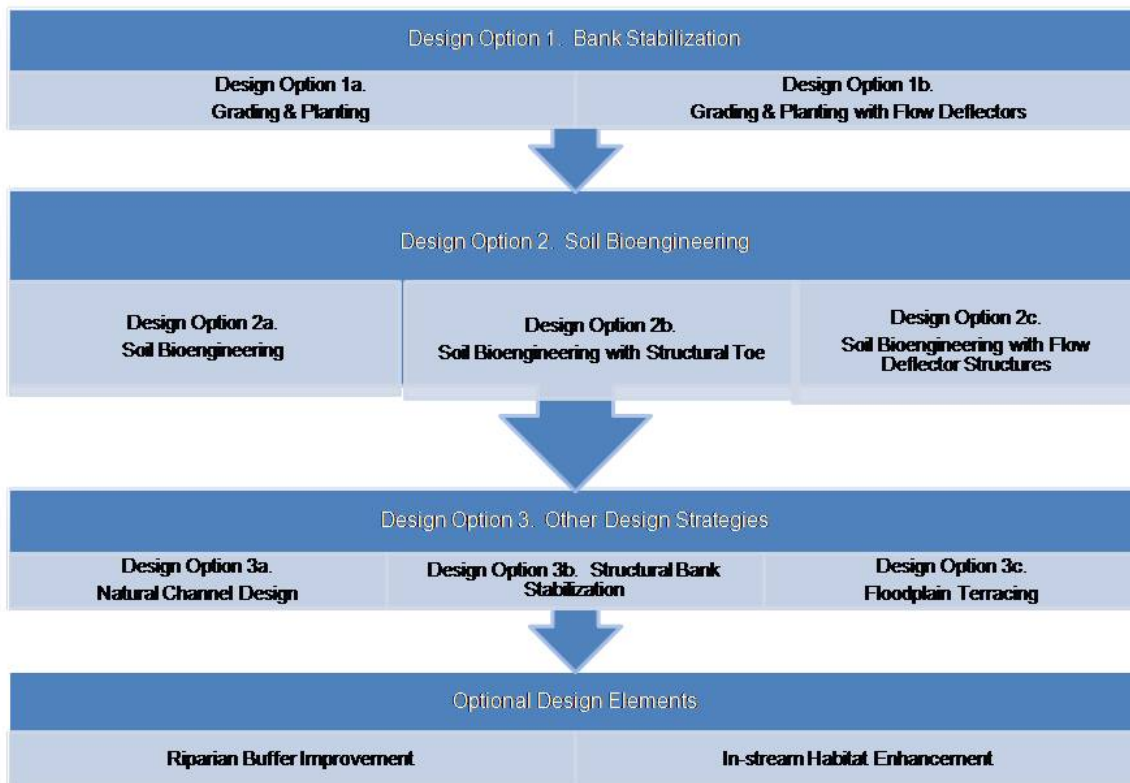 Design Option 1.  Bank Stabilization
Design Option 1a.
Grading & Planting
Design Option 1b.
Grading & Planting with Flow Deflectors
Design Option 2.  Soil Bioengineering
Design Option 2a.
Soil Bioengineering
Design Option 2b.
Soil Bioengineering with Structural Toe
Design Option 2c.
Soil Bioengineering with Flow
Deflector Structures
Design Option 3.  Other Design Strategies
Design Option 3a.
Natural Channel Design
Design Option 3b.  Structural Bank
Stabilization
Design Option 3c.
Floodplain Terracing
Optional Design Elements
Riparian Buffer Improvement
In-stream Habitat Enhancement